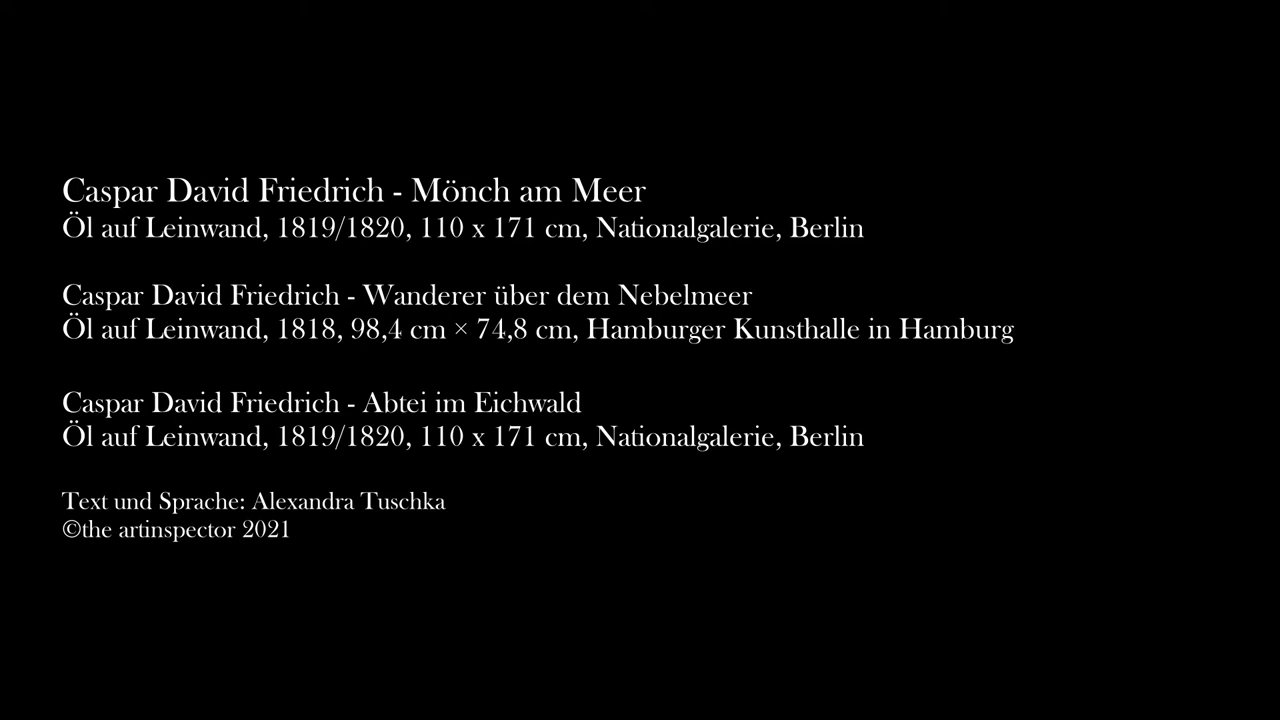 Caspar David Friedrich - Mönch am Meer
Öl auf Leinwand, 1819/1820, 110 x 171 cm, Nationalgalerie, Berlin
Caspar David Friedrich - Wanderer über dem Nebelmeer
Öl auf Leinwand, 1818, 98,4 cm × 74,8 cm, Hamburger Kunsthalle in Hamburg
Caspar David Friedrich - Abtei im Eichwald
Öl auf Leinwand, 1819/1820, 110 x 171 cm, Nationalgalerie, Berlin
Text und Sprache: Alexandra Tuschka
©the artinspector 2021